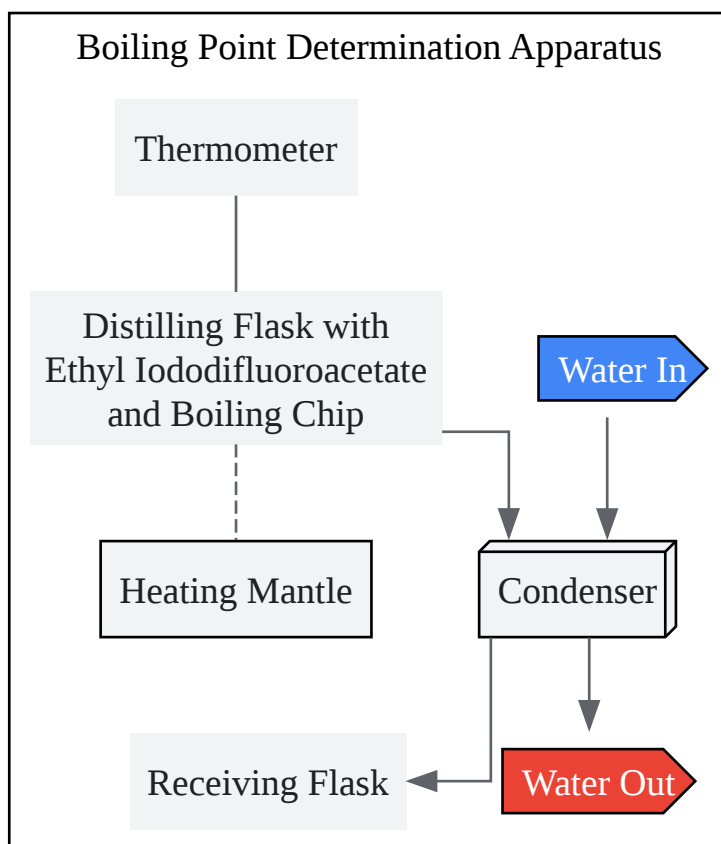 Boiling Point Determination Apparatus
Thermometer
Distilling Flask with
Ethyl Iododifluoroacetate
and Boiling Chip
Water In
Heating Mantle
Condenser
Receiving Flask
Water Out